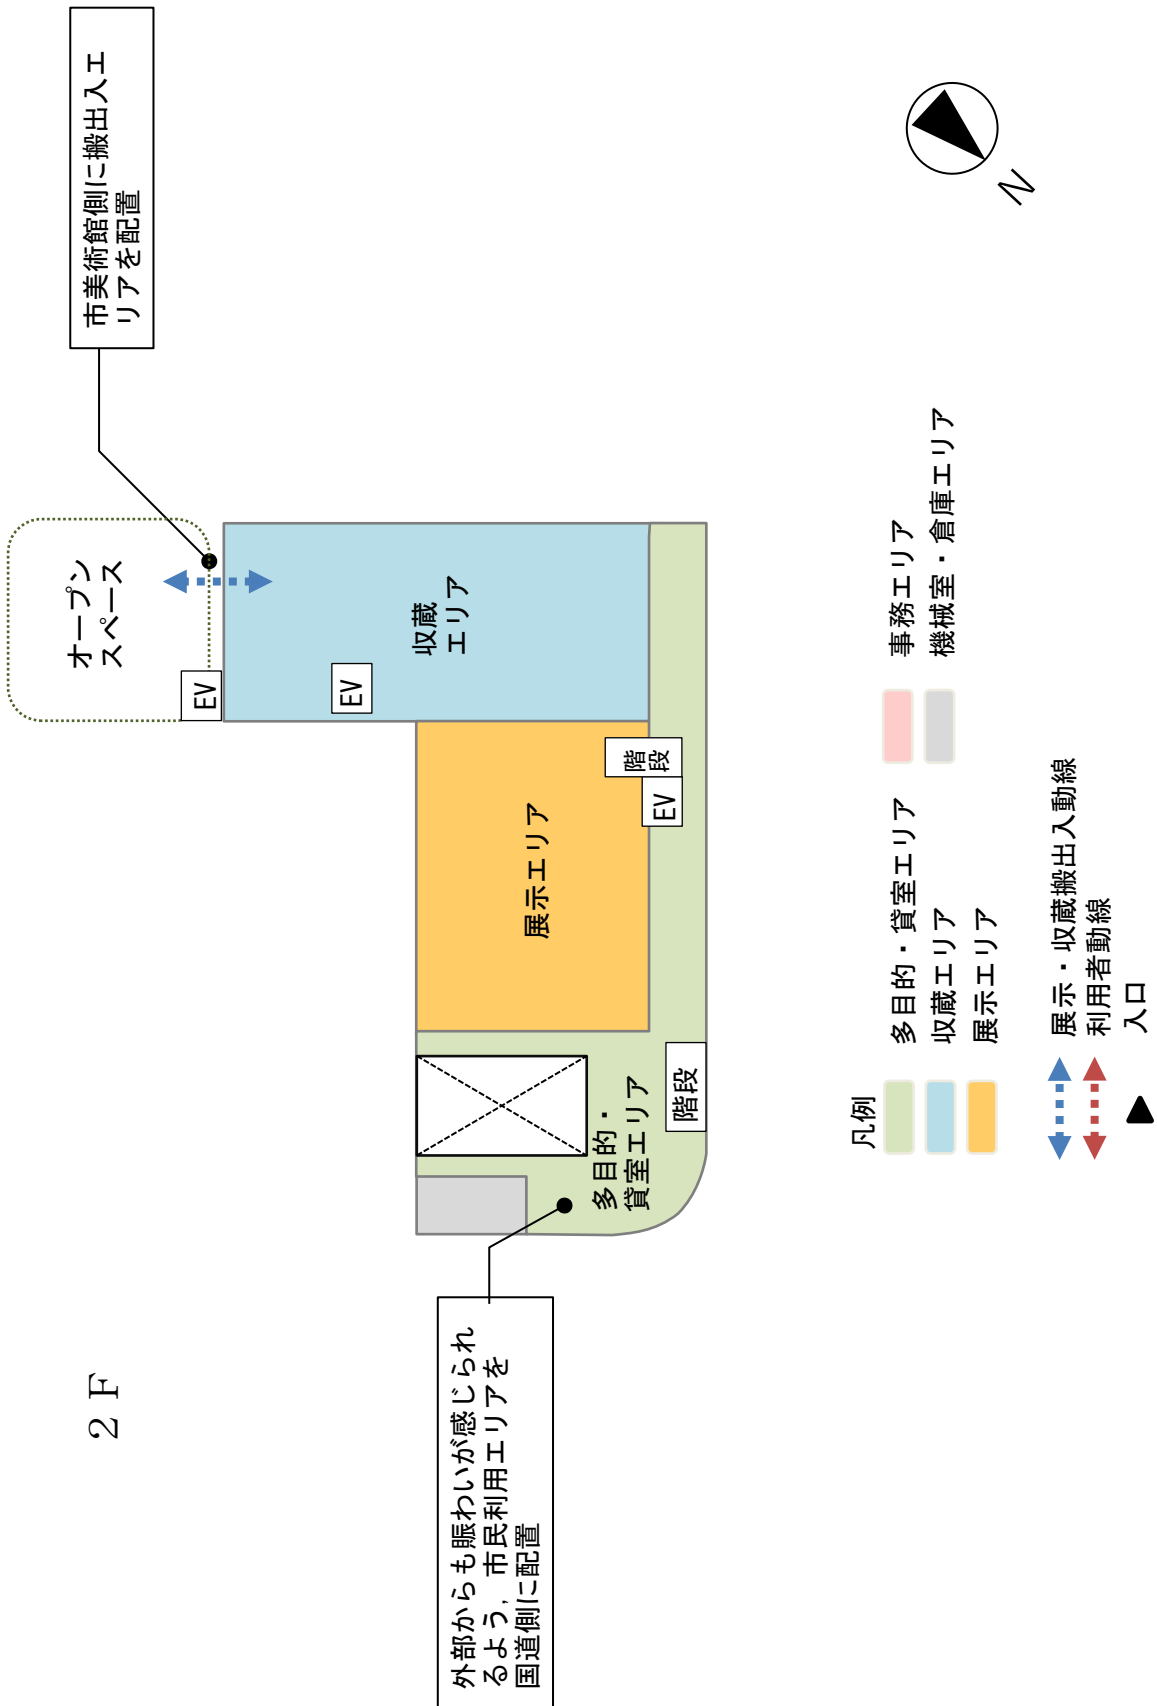 ２Ｆ
外部からも賑わいが感じられ
るよう，市民利用エリアを
国道側に配置
市美術館側に搬出入エ
リアを配置
オープン
スペース
EV
EV
収蔵
エリア
展示エリア
階段
EV
階段
多目的・
貸室エリア
N
凡例
多目的・貸室エリア
収蔵エリア
展示エリア
事務エリア
機械室・倉庫エリア
展示・収蔵搬出入動線
利用者動線
入口